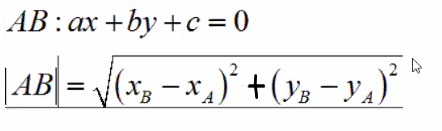 AB : ax + by + c = 0
|AB| = √((x_B − x_A)² + (y_B − y_A)²)